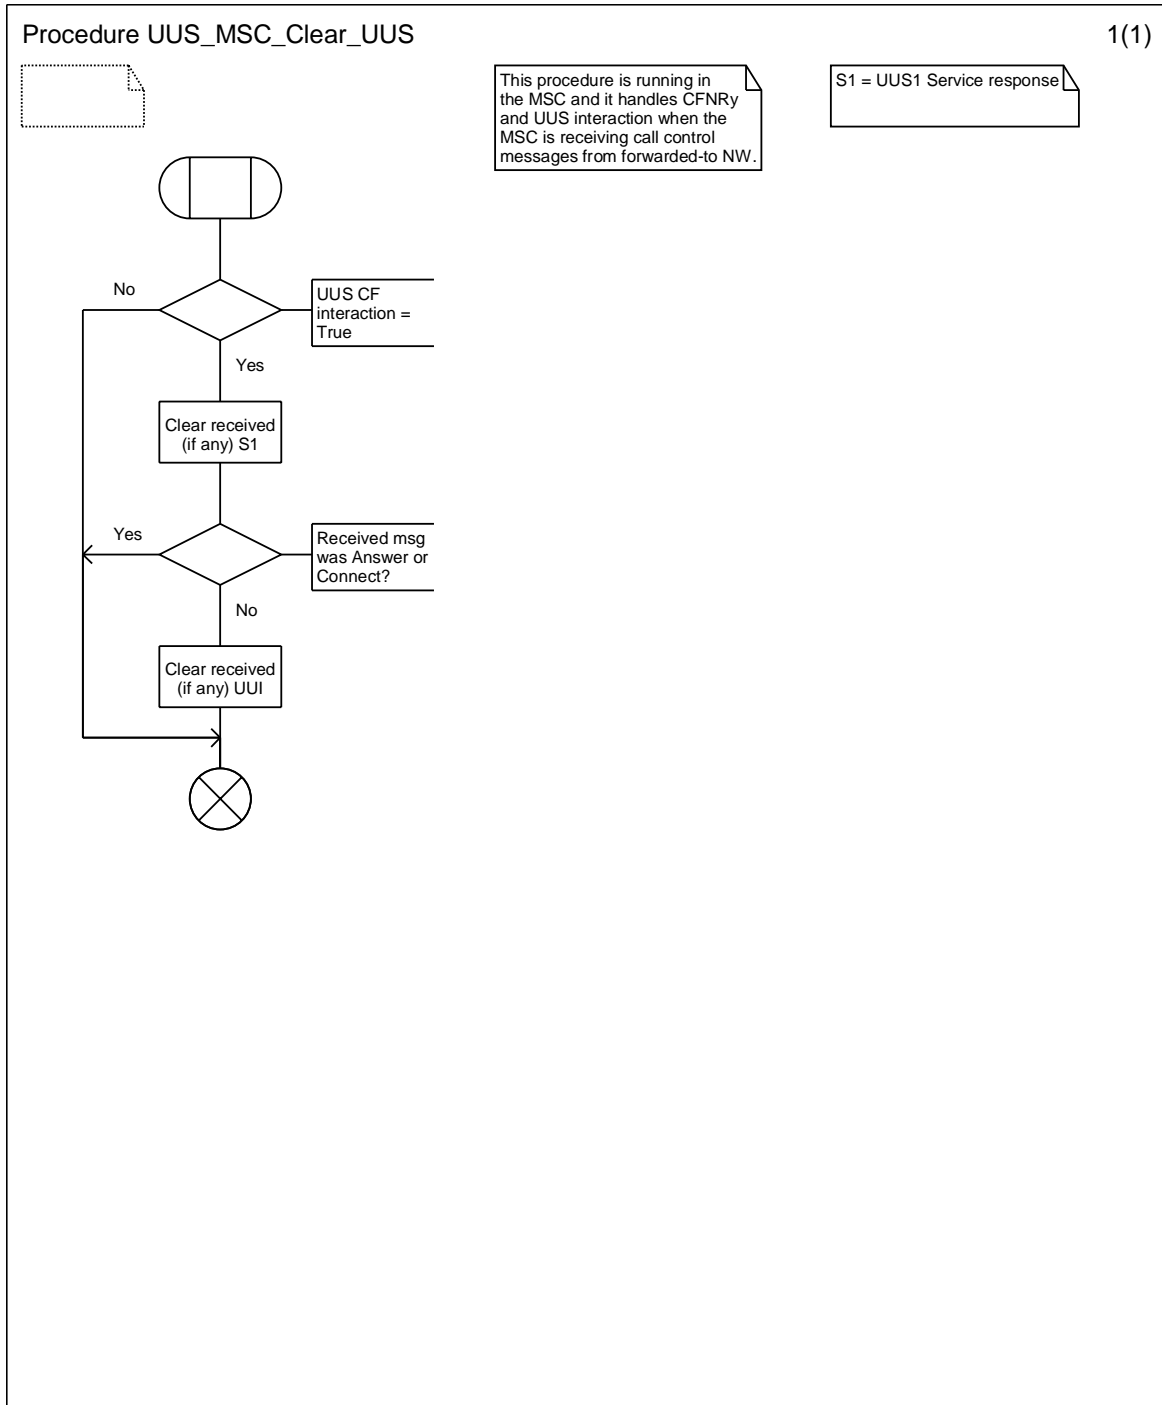 Procedure UUS_MSC_Clear_UUS
1(1)
This procedure is running in
the MSC and it handles CFNRy
and UUS interaction when the
MSC is receiving call control
messages from forwarded-to NW.
S1 = UUS1 Service response
No
UUS CF
interaction =
True
Yes
Clear received
(if any) S1
Yes
Received msg
was Answer or
Connect?
No
Clear received
(if any) UUI